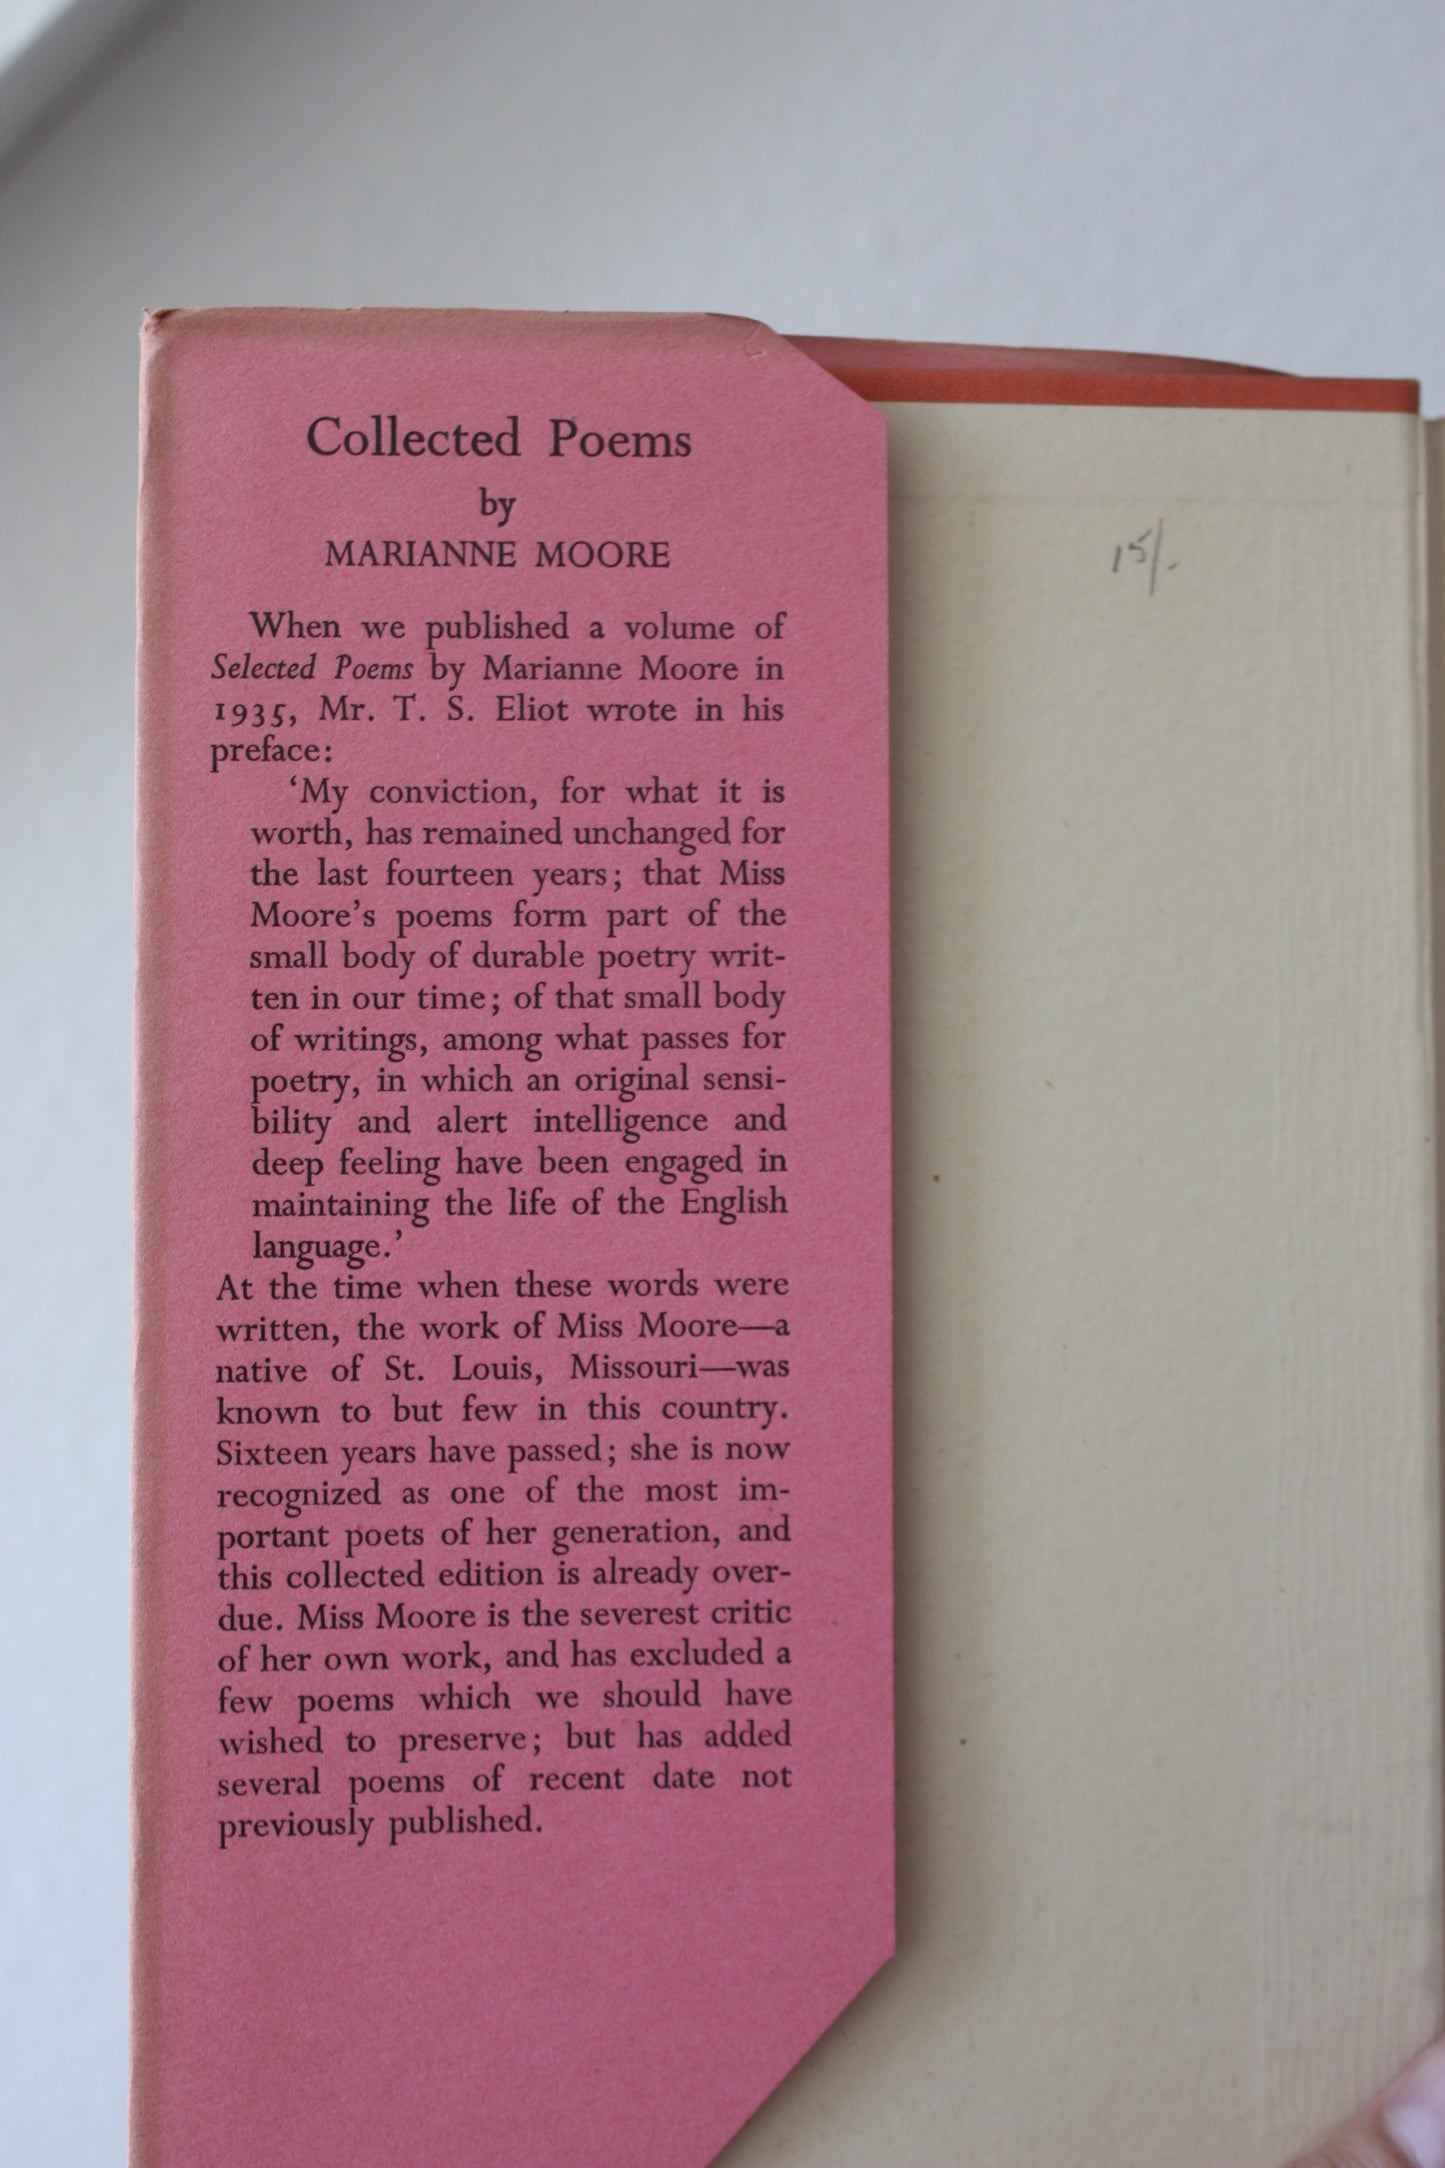 Collected Poems
by
MARIANNE MOORE
When we published a volume of
Selected Poems by Marianne Moore in
1935, Mr. T. S. Eliot wrote in his
preface:
‘My conviction, for what it is
worth, has remained unchanged for
the last fourteen years; that Miss
Moore’s poems form part of the
small body of durable poetry writ-
ten in our time; of that small body
of writings, among what passes for
poetry, in which an original sensi-
bility and alert intelligence and
deep feeling have been engaged in
maintaining the life of the English
language.’
At the time when these words were
written, the work of Miss Moore—a
native of St. Louis, Missouri—was
known to but few in this country.
Sixteen years have passed; she is now
recognized as one of the most im-
portant poets of her generation, and
this collected edition is already over-
due. Miss Moore is the severest critic
of her own work, and has excluded a
few poems which we should have
wished to preserve; but has added
several poems of recent date not
previously published.
15/-